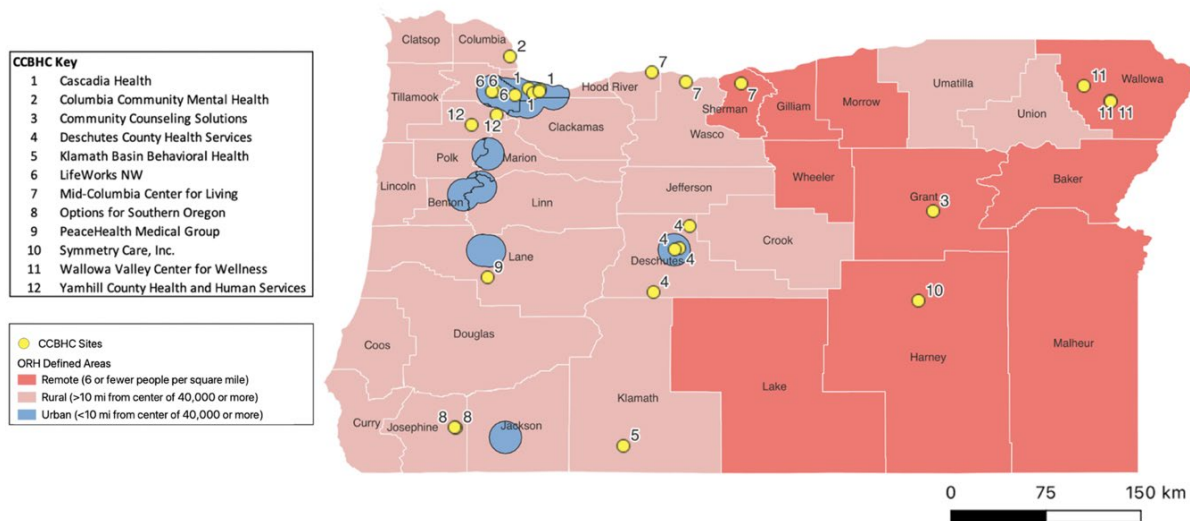 CCBHC Key
1 Cascadia Health
2 Columbia Community Mental Health
3 Community Counseling Solutions
4 Deschutes County Health Services
5 Klamath Basin Behavioral Health
6 LifeWorks NW
7 Mid-Columbia Center for Living
8 Options for Southern Oregon
9 PeaceHealth Medical Group
10 Symmetry Care, Inc.
11 Wallowa Valley Center for Wellness
12 Yamhill County Health and Human Services
CCBHC Sites
ORH Defined Areas
Remote (6 or fewer people per square mile)
Rural (>10 mi from center of 40,000 or more)
Urban (<10 mi from center of 40,000 or more)
Clatsop
Columbia
2
Tillamook
6 6
1
1
6
1
Hood River
7
7
7
Sherman
Gilliam
Morrow
Umatilla
Union
11
Wallowa
11
11
12
12
Clackamas
Wasco
Polk
Marion
Lincoln
Benton
Linn
Jefferson
Wheeler
Grant
3
Baker
4
4
4
Deschutes
Crook
Lane
9
4
10
Douglas
Coos
Harney
Malheur
Lake
Klamath
Curry
Josephine
8
8
Jackson
5
0
75
150 km